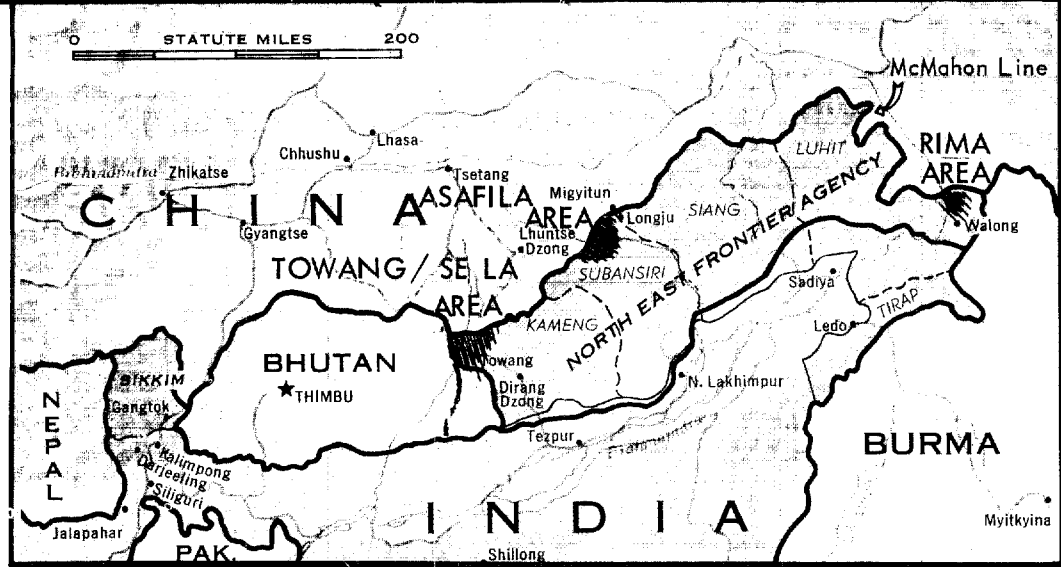 0 STATUTE MILES 200
McMahon Line
Lhasa
Chhushu
LUHIT
RIMA
AREA
Zhikatse
Tsetang
CHINA
ASAFILA
AREA
Migyitun
Longju
SIANG
Gyangtse
Lhuntse
Dzong
Walong
TOWANG/SE LA
AREA
SUBANSIRI
NORTH EAST FRONTIER AGENCY
Sadiya
TIRAP
KAMENG
Ledo
BHUTAN
THIMBU
Towang
Dirang
Dzong
N. Lakhimpur
SIKKIM
Gangtok
NEPAL
Tezpur
BURMA
Kalimpong
Darjeeling
Siliguri
INDIA
Jalapahar
Myitkyina
PAK.
Shillong